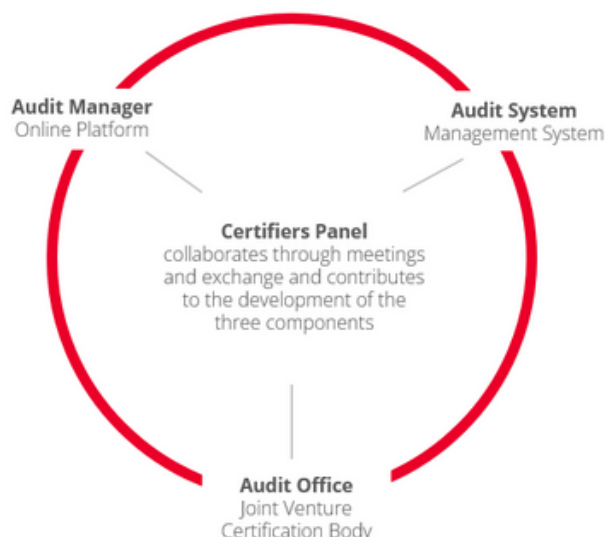 Audit Manager
Online Platform
Audit System
Management System
Certifiers Panel
collaborates through meetings
and exchange and contributes
to the development of the
three components
Audit Office
Joint Venture
Certification Body